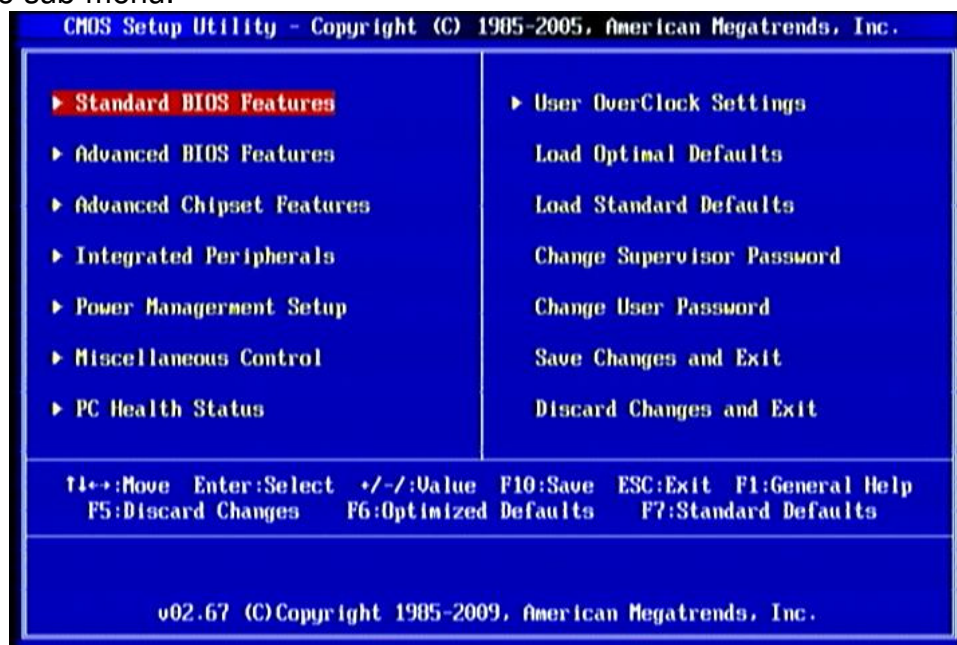 sub menu.
CMOS Setup Utility - Copyright (C) 1985-2005, American Megatrends, Inc.
▶ Standard BIOS Features
▶ Advanced BIOS Features
▶ Advanced Chipset Features
▶ Integrated Peripherals
▶ Power Managerment Setup
▶ Miscellaneous Control
▶ PC Health Status
▶ User OverClock Settings
Load Optimal Defaults
Load Standard Defaults
Change Supervisor Password
Change User Password
Save Changes and Exit
Discard Changes and Exit
↑↓←→:Move Enter:Select +/-/:Value F10:Save ESC:Exit F1:General Help
F5:Discard Changes F6:Optimized Defaults F7:Standard Defaults
v02.67 (C)Copyright 1985-2009, American Megatrends, Inc.